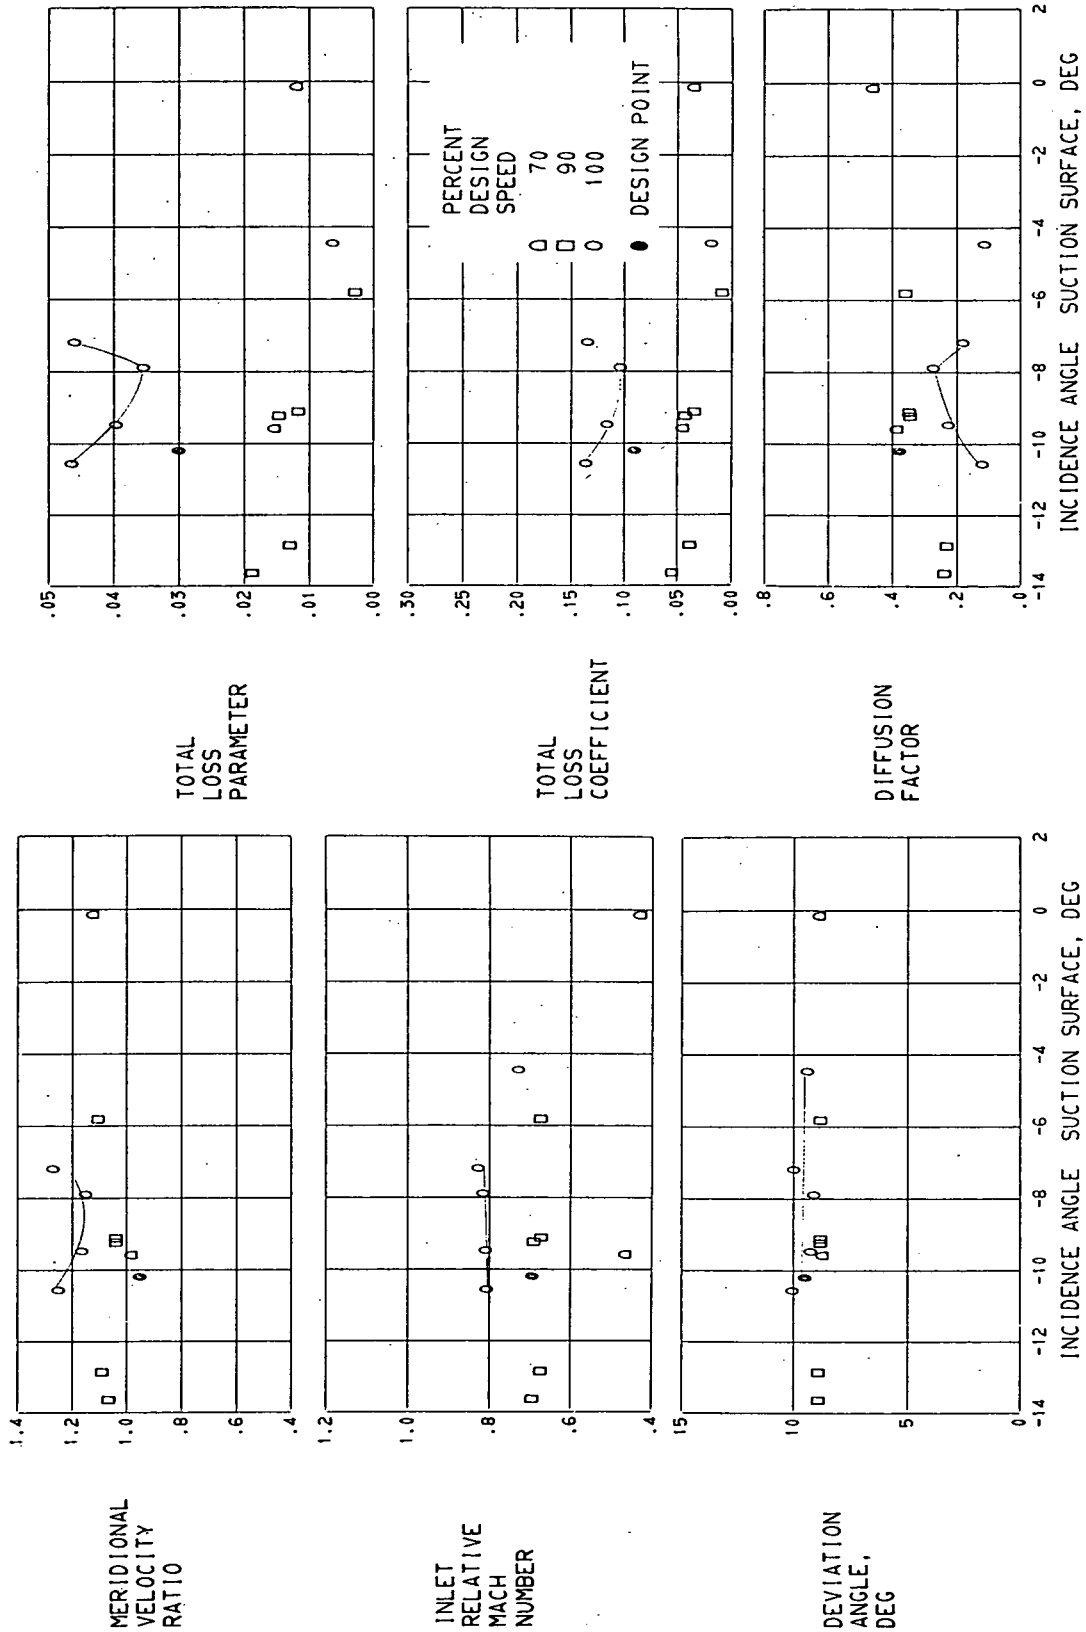 MERIDIONAL
VELOCITY
RATIO
1.4
1.2
1.0
.8
.6
.4
INLET
RELATIVE
MACH
NUMBER
1.2
1.0
.8
.6
.4
DEVIATION
ANGLE,
DEG
15
10
5
0
-14 -12 -10 -8 -6 -4 -2 0 2
INCIDENCE ANGLE SUCTION SURFACE, DEG
TOTAL
LOSS
PARAMETER
.05
.04
.03
.02
.01
.00
TOTAL
LOSS
COEFFICIENT
.30
.25
.20
.15
.10
.05
.00
PERCENT
DESIGN
SPEED
70
90
100
DESIGN POINT
DIFFUSION
FACTOR
.8
.6
.4
.2
0
-14 -12 -10 -8 -6 -4 -2 0 2
INCIDENCE ANGLE SUCTION SURFACE, DEG